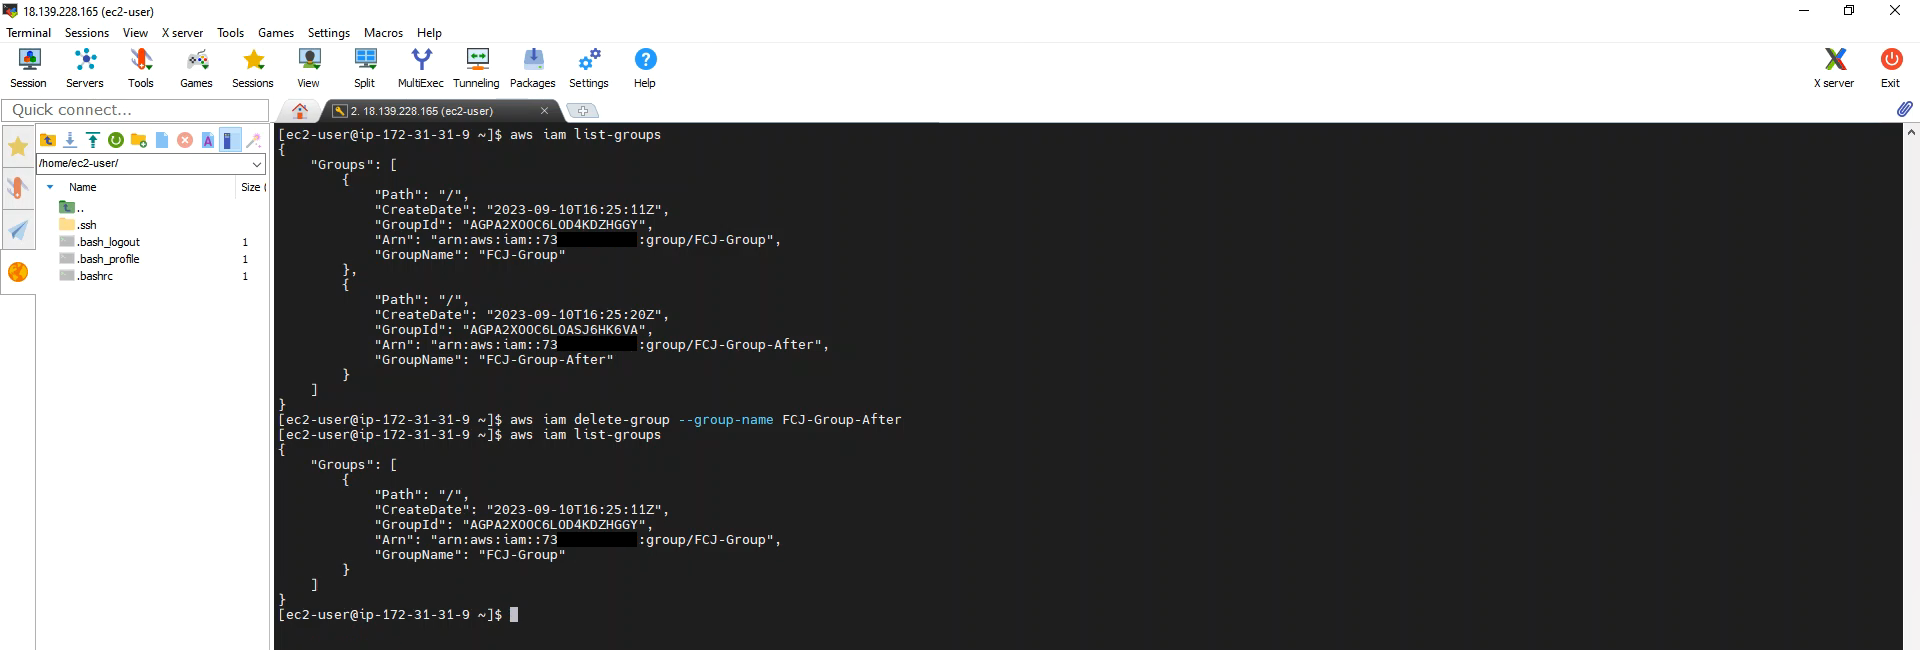 18.139.228.165 (ec2-user)
Terminal Sessions View X server Tools Games Settings Macros Help
Session Servers Tools Games Sessions View Split MultiExec Tunneling Packages Settings Help X server Exit
Quick connect...
2. 18.139.228.165 (ec2-user)
/home/ec2-user/
Name Size (
..
.ssh
.bash_logout 1
.bash_profile 1
.bashrc 1
[ec2-user@ip-172-31-31-9 ~]$ aws iam list-groups
{
"Groups": [
{
"Path": "/",
"CreateDate": "2023-09-10T16:25:11Z",
"GroupId": "AGPA2XOOC6LOD4KDZHGGY",
"Arn": "arn:aws:iam::73 :group/FCJ-Group",
"GroupName": "FCJ-Group"
},
{
"Path": "/",
"CreateDate": "2023-09-10T16:25:20Z",
"GroupId": "AGPA2XOOC6LOASJ6HK6VA",
"Arn": "arn:aws:iam::73 :group/FCJ-Group-After",
"GroupName": "FCJ-Group-After"
}
]
}
[ec2-user@ip-172-31-31-9 ~]$ aws iam delete-group --group-name FCJ-Group-After
[ec2-user@ip-172-31-31-9 ~]$ aws iam list-groups
{
"Groups": [
{
"Path": "/",
"CreateDate": "2023-09-10T16:25:11Z",
"GroupId": "AGPA2XOOC6LOD4KDZHGGY",
"Arn": "arn:aws:iam::73 :group/FCJ-Group",
"GroupName": "FCJ-Group"
}
]
}
[ec2-user@ip-172-31-31-9 ~]$